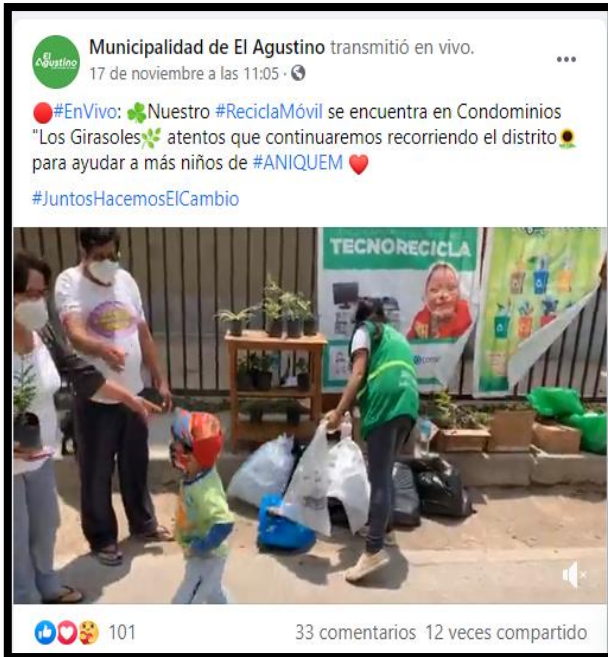 El
Agustino
Municipalidad de El Agustino transmitió en vivo.
17 de noviembre a las 11:05 ·
🔴#EnVivo: ☘️Nuestro #ReciclaMóvil se encuentra en Condominios
"Los Girasoles🌿 atentos que continuaremos recorriendo el distrito🌻
para ayudar a más niños de #ANIQUEM ❤️
#JuntosHacemosElCambio
TECNORECICLA
101
33 comentarios 12 veces compartido